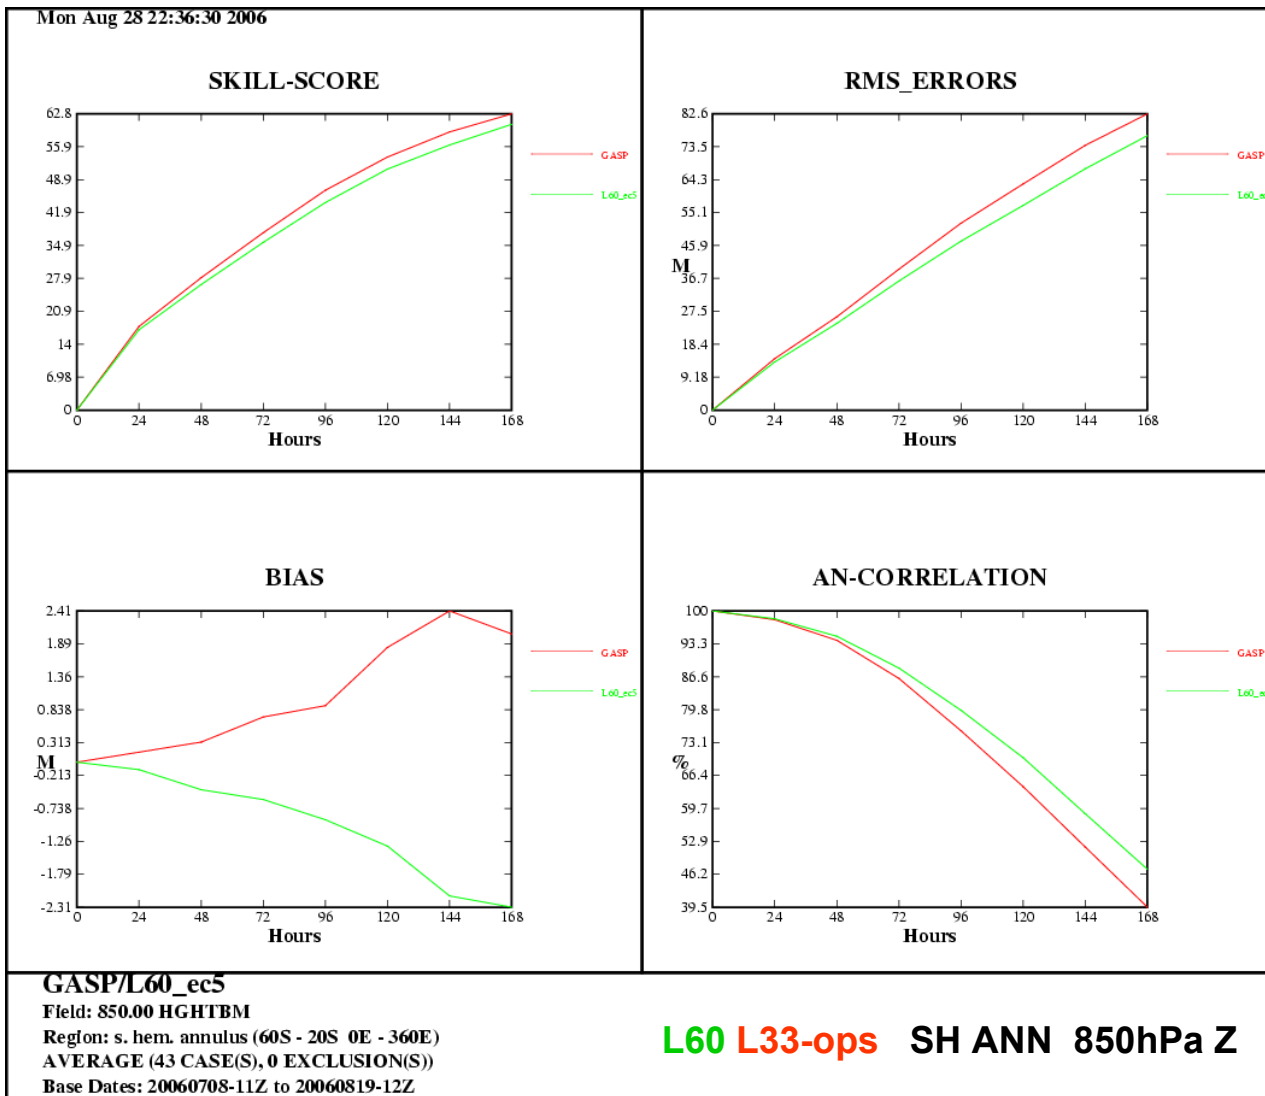 Mon Aug 28 22:36:30 2006
SKILL-SCORE
62.8
55.9
48.9
41.9
34.9
27.9
20.9
14
6.98
0
0 24 48 72 96 120 144 168
Hours
GASP
L60_ec5
RMS_ERRORS
82.6
73.5
64.3
55.1
45.9
M
36.7
27.5
18.4
9.18
0
0 24 48 72 96 120 144 168
Hours
GASP
L60_ec
BIAS
2.41
1.89
1.36
0.838
0.313
M
-0.213
-0.738
-1.26
-1.79
-2.31
0 24 48 72 96 120 144 168
Hours
GASP
L60_ec5
AN-CORRELATION
100
93.3
86.6
79.8
73.1
%
66.4
59.7
52.9
46.2
39.5
0 24 48 72 96 120 144 168
Hours
GASP
L60_ec
GASP/L60_ec5
Field: 850.00 HGHTBM
Region: s. hem. annulus (60S - 20S 0E - 360E)
AVERAGE (43 CASE(S), 0 EXCLUSION(S))
Base Dates: 20060708-11Z to 20060819-12Z
L60 L33-ops SH ANN 850hPa Z